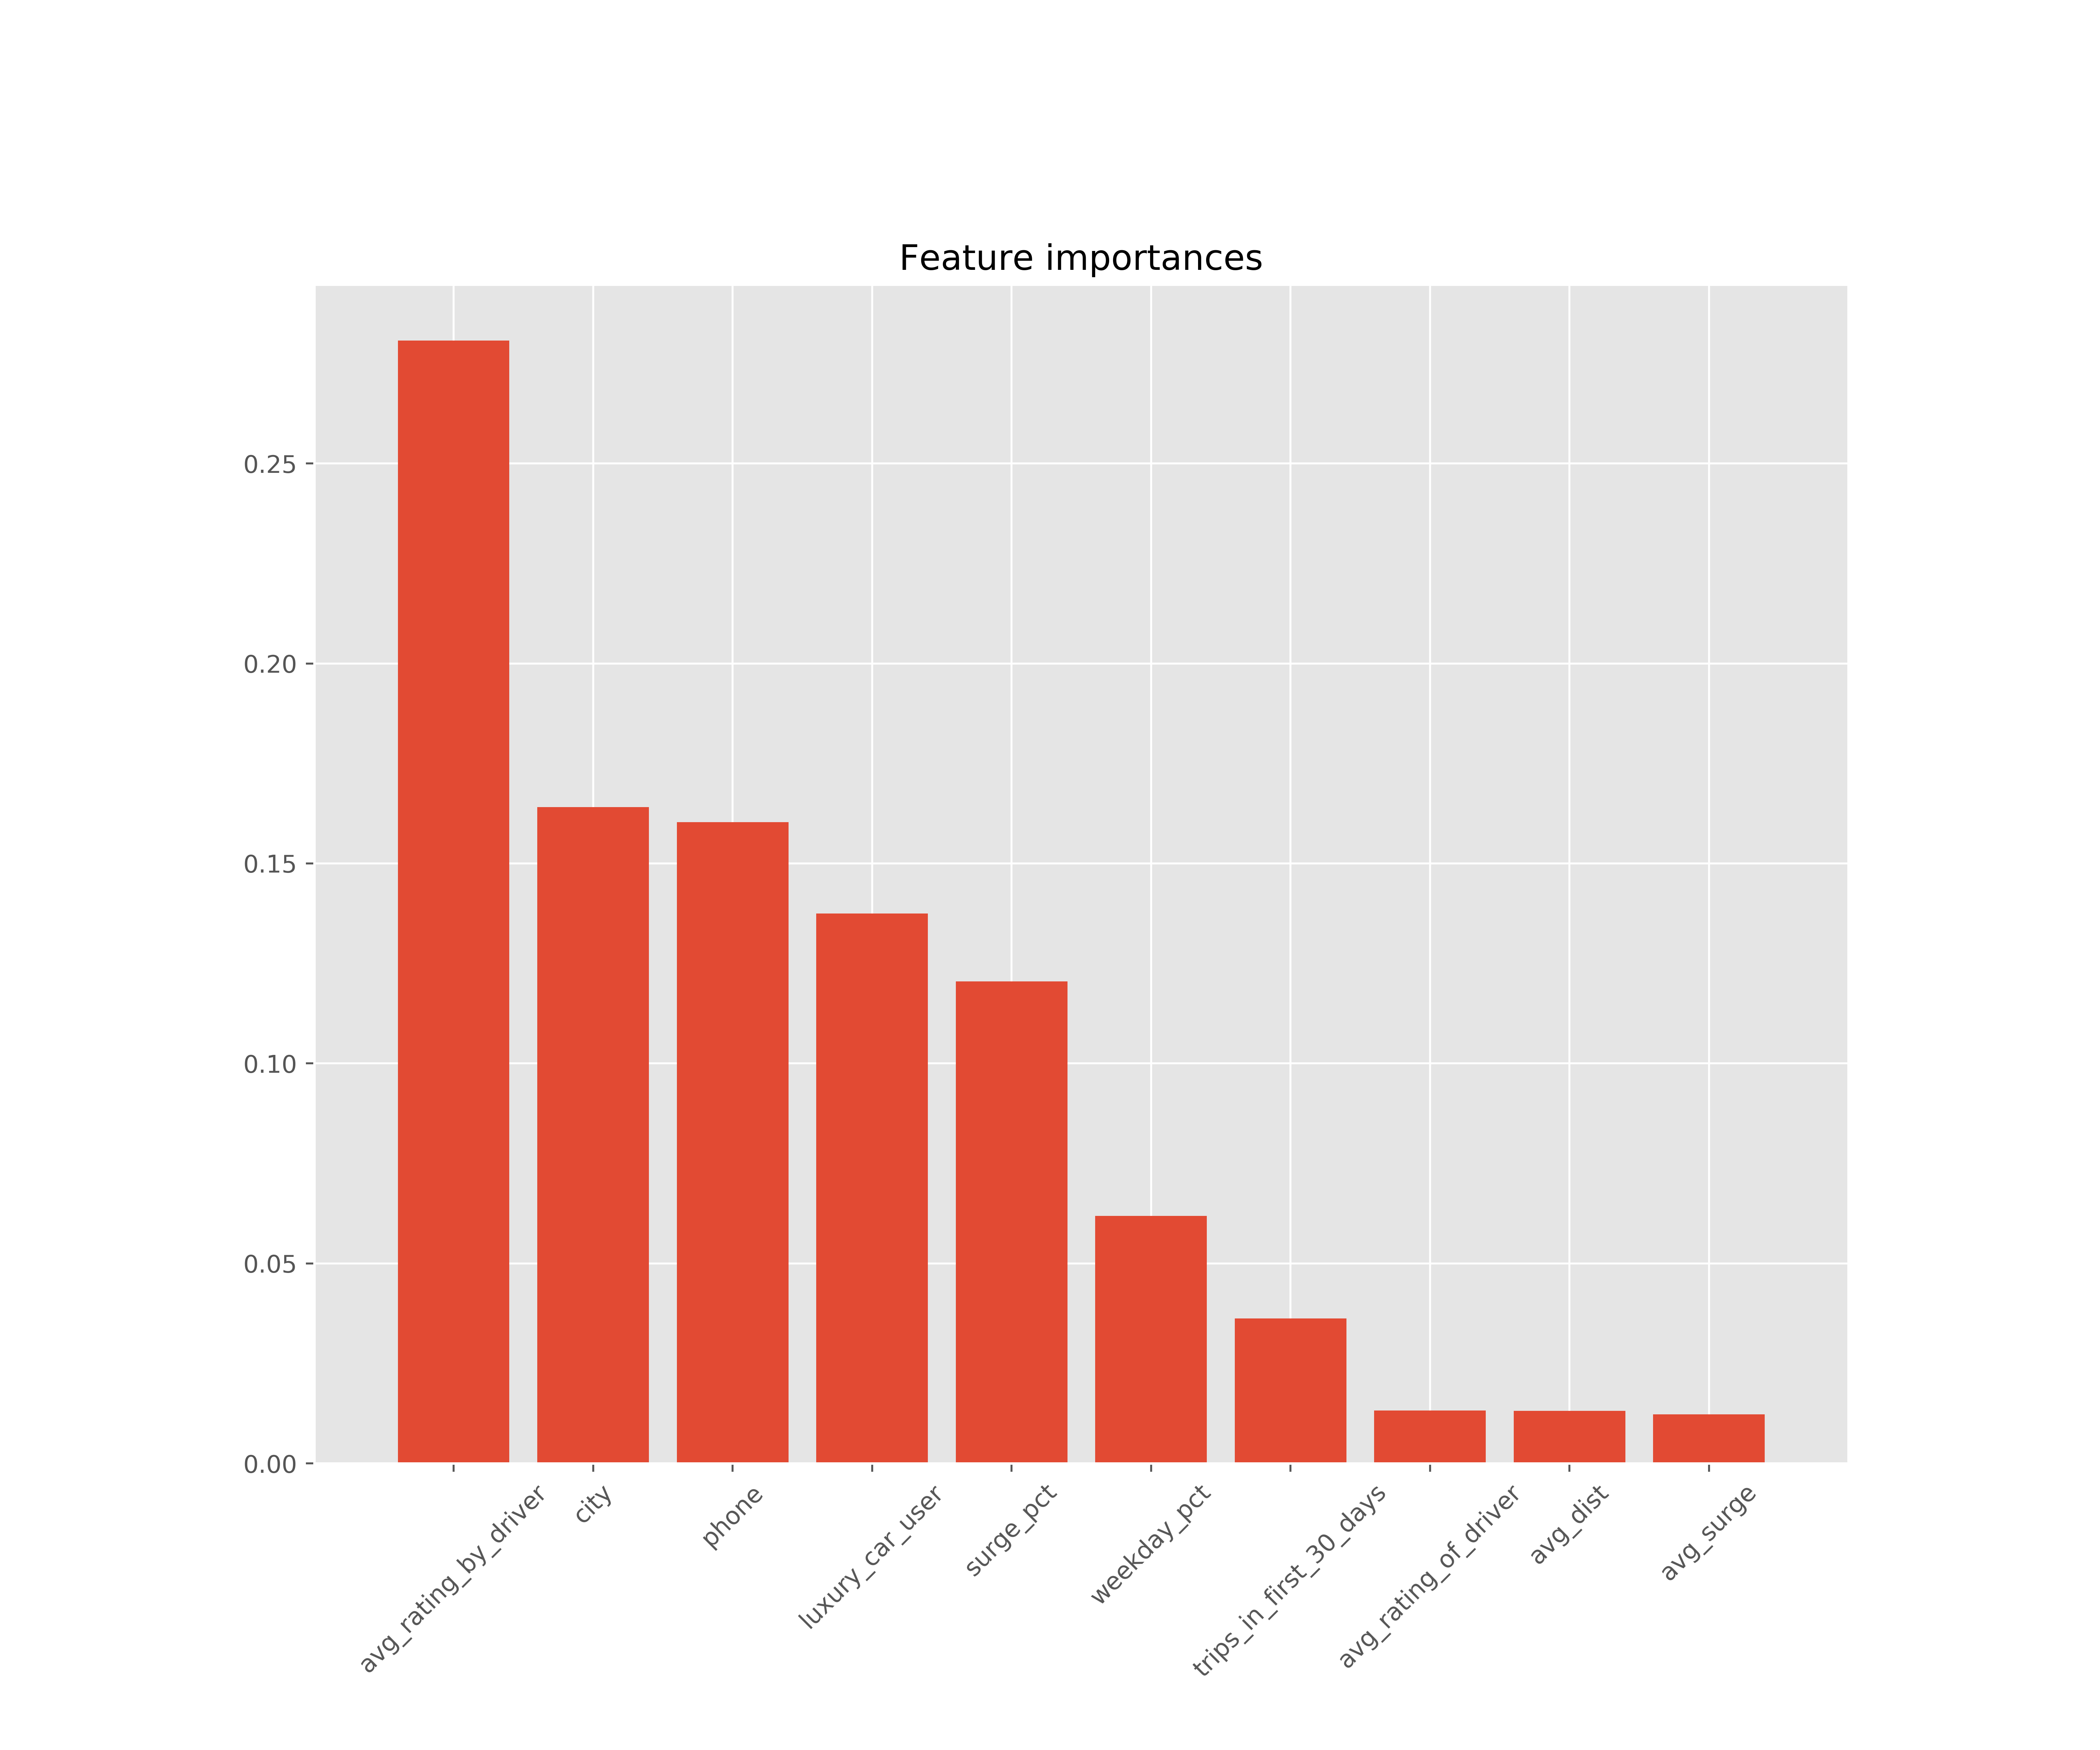 Feature importances
0.25
0.20
0.15
0.10
0.05
0.00
avg_rating_by_driver
city
phone
luxury_car_user
surge_pct
weekday_pct
trips_in_first_30_days
avg_rating_of_driver
avg_dist
avg_surge